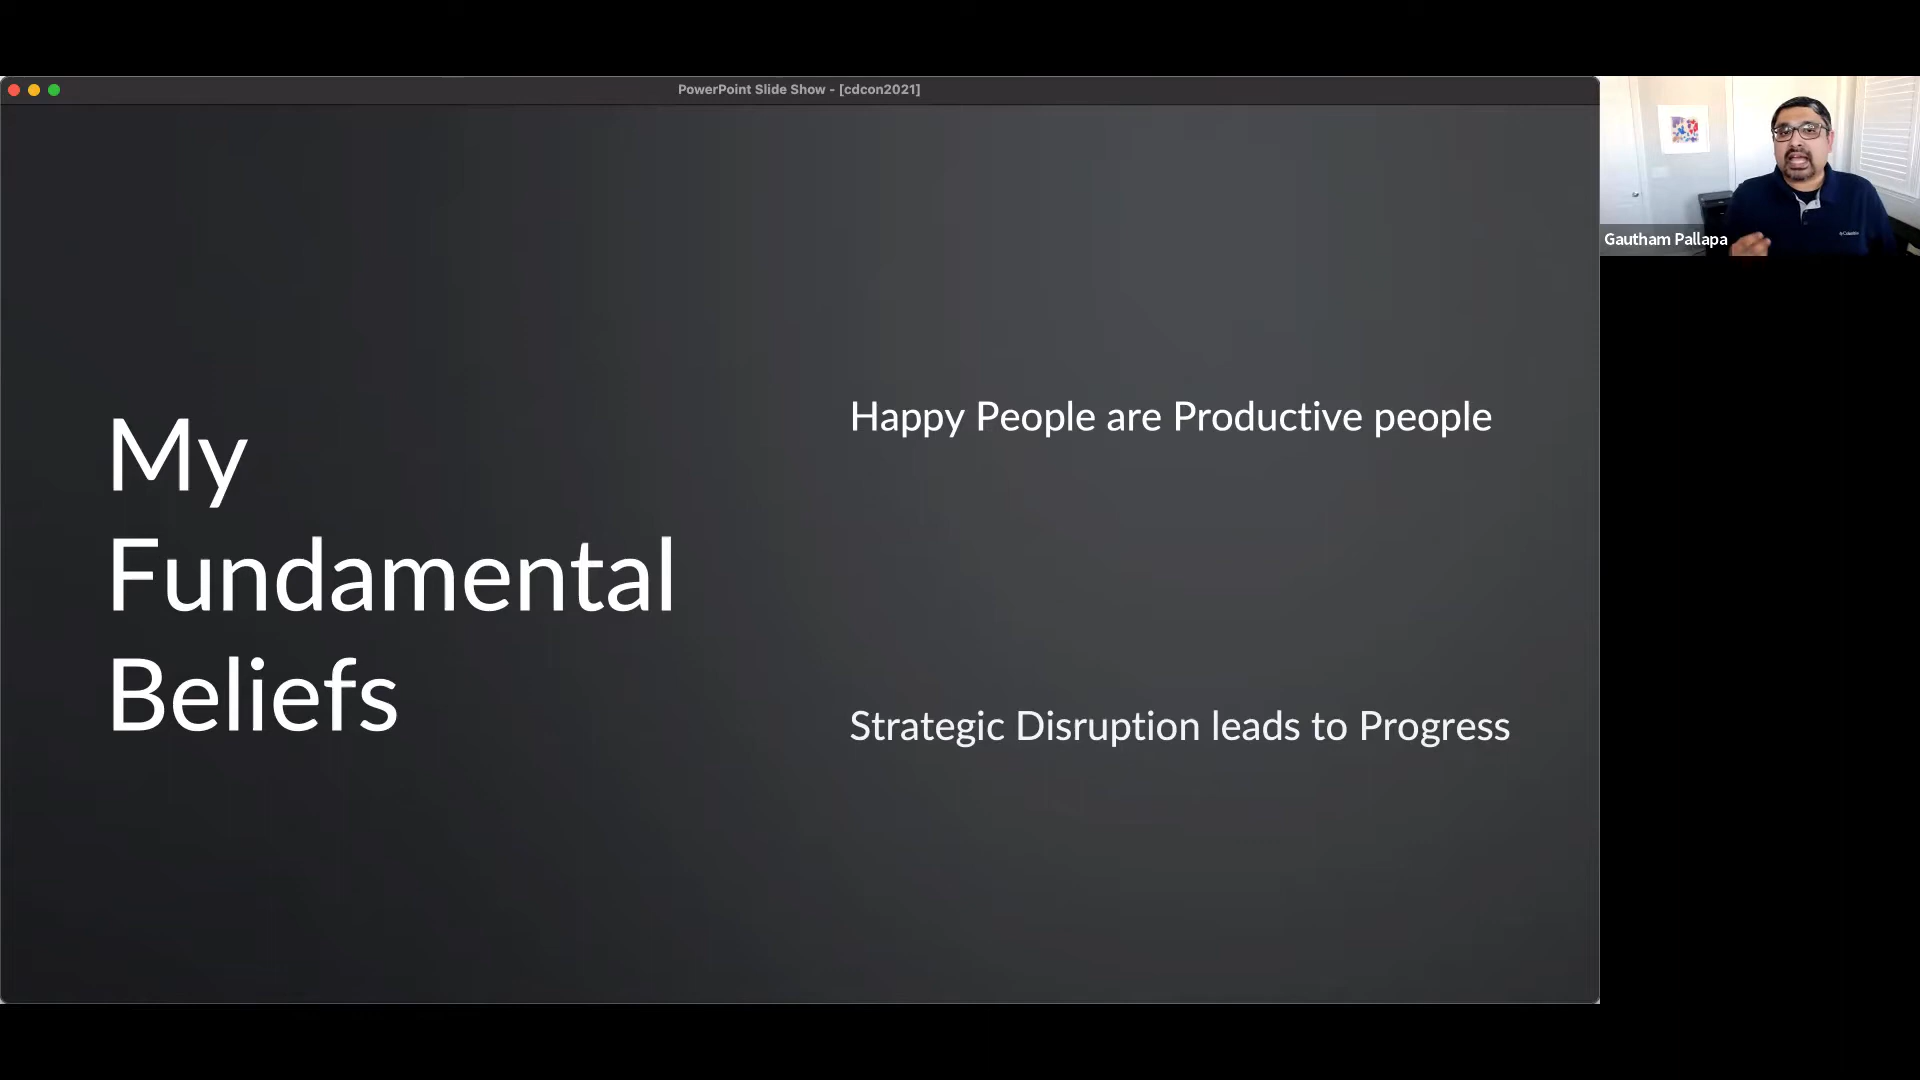 PowerPoint Slide Show - [cdcon2021]
My
Fundamental
Beliefs
Happy People are Productive people
Strategic Disruption leads to Progress
Gautham Pallapa